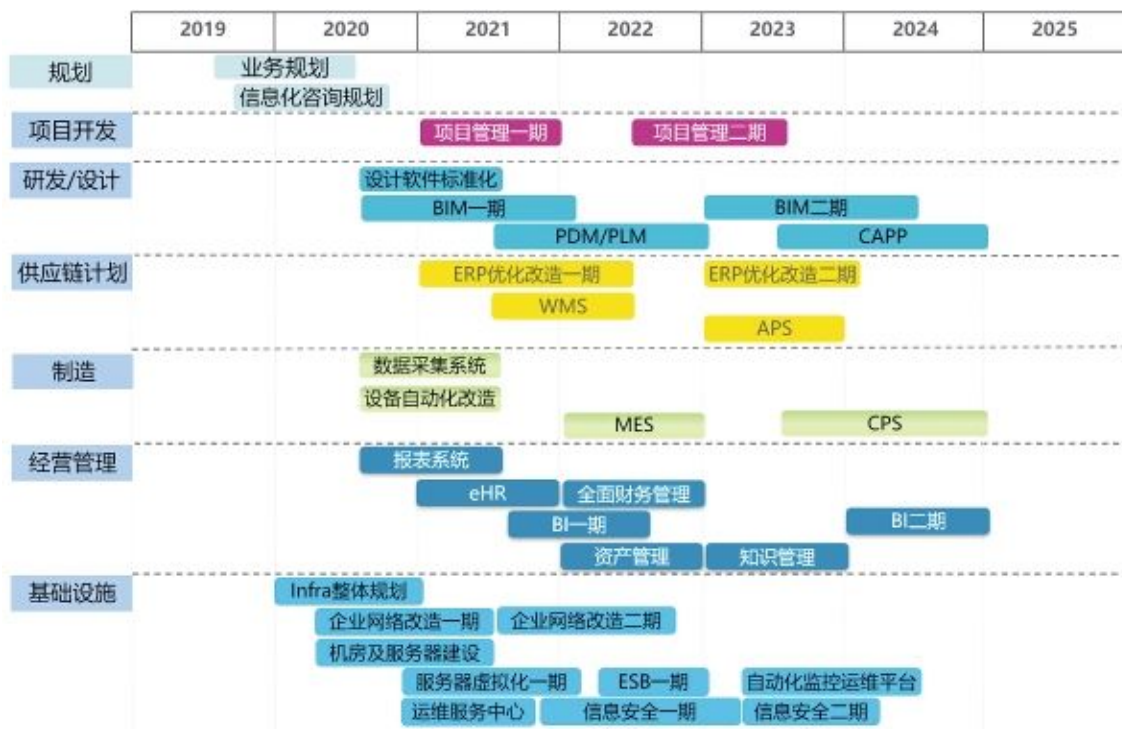 2019 2020 2021 2022 2023 2024 2025
规划
业务规划
信息化咨询规划
项目开发
项目管理一期 项目管理二期
研发/设计
设计软件标准化
BIM一期 BIM二期
PDM/PLM CAPP
供应链计划
ERP优化改造一期 ERP优化改造二期
WMS
APS
制造
数据采集系统
设备自动化改造
MES CPS
经营管理
报表系统
eHR 全面财务管理
BI一期 BI二期
资产管理 知识管理
基础设施
Infra整体规划
企业网络改造一期 企业网络改造二期
机房及服务器建设
服务器虚拟化一期 ESB一期 自动化监控运维平台
运维服务中心 信息安全一期 信息安全二期